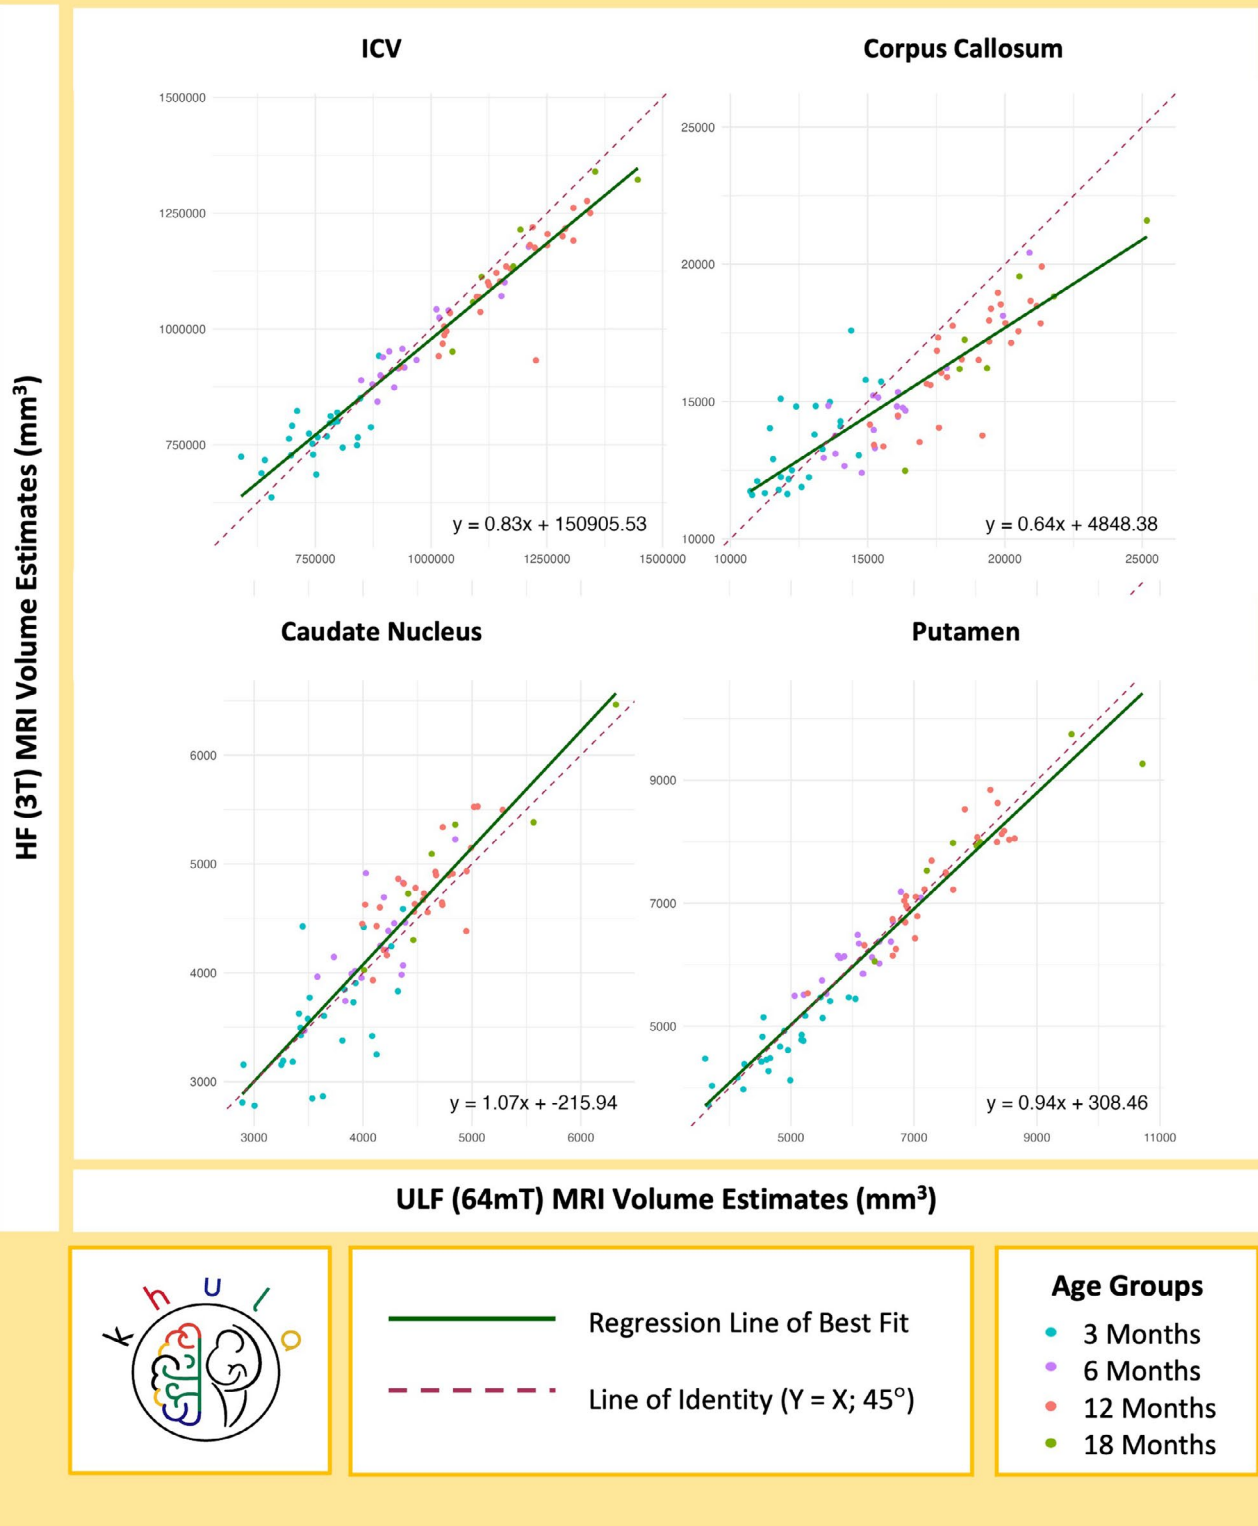 HF (3T) MRI Volume Estimates (mm³)
ICV
1500000
1250000
1000000
750000
y = 0.83x + 150905.53
750000 1000000 1250000 1500000
Corpus Callosum
25000
20000
15000
10000
y = 0.64x + 4848.38
10000 15000 20000 25000
Caudate Nucleus
6000
5000
4000
3000
y = 1.07x + -215.94
3000 4000 5000 6000
Putamen
9000
7000
5000
y = 0.94x + 308.46
5000 7000 9000 11000
ULF (64mT) MRI Volume Estimates (mm³)
Khula
Regression Line of Best Fit
Line of Identity (Y = X; 45°)
Age Groups
3 Months
6 Months
12 Months
18 Months